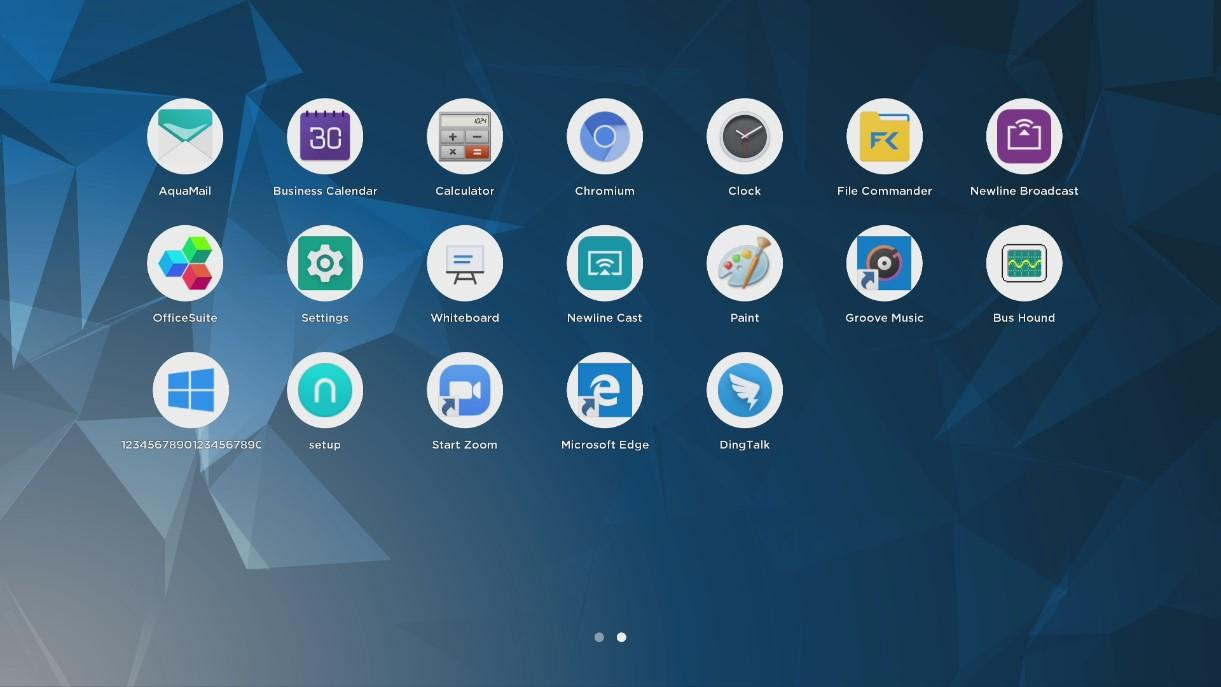 AquaMail
Business Calendar
Calculator
Chromium
Clock
File Commander
Newline Broadcast
OfficeSuite
Settings
Whiteboard
Newline Cast
Paint
Groove Music
Bus Hound
12345678901234567890
setup
Start Zoom
Microsoft Edge
DingTalk